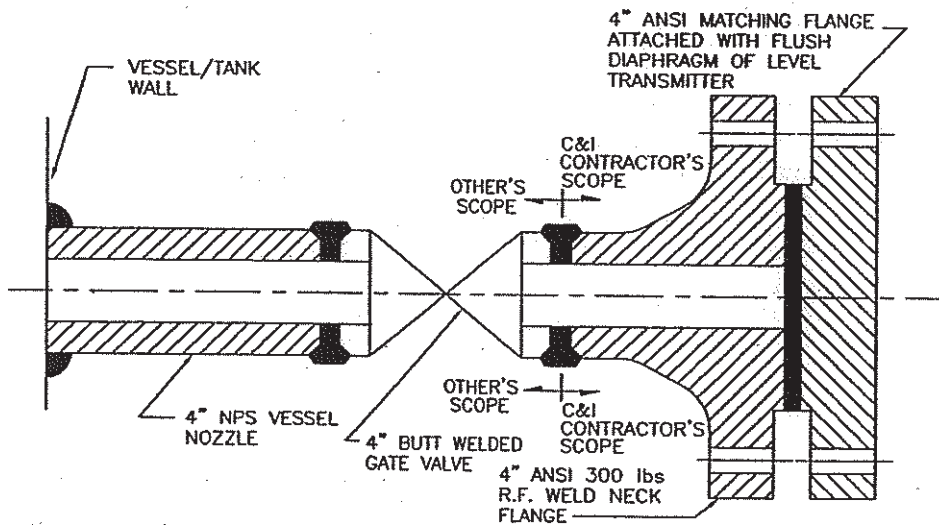 4" ANSI MATCHING FLANGE
ATTACHED WITH FLUSH
DIAPHRAGM OF LEVEL
TRANSMITTER
VESSEL/TANK
WALL
C&I
CONTRACTOR'S
SCOPE
OTHER'S
SCOPE
OTHER'S
SCOPE
C&I
CONTRACTOR'S
SCOPE
4" NPS VESSEL
NOZZLE
4" BUTT WELDED
GATE VALVE
4" ANSI 300 lbs
R.F. WELD NECK
FLANGE